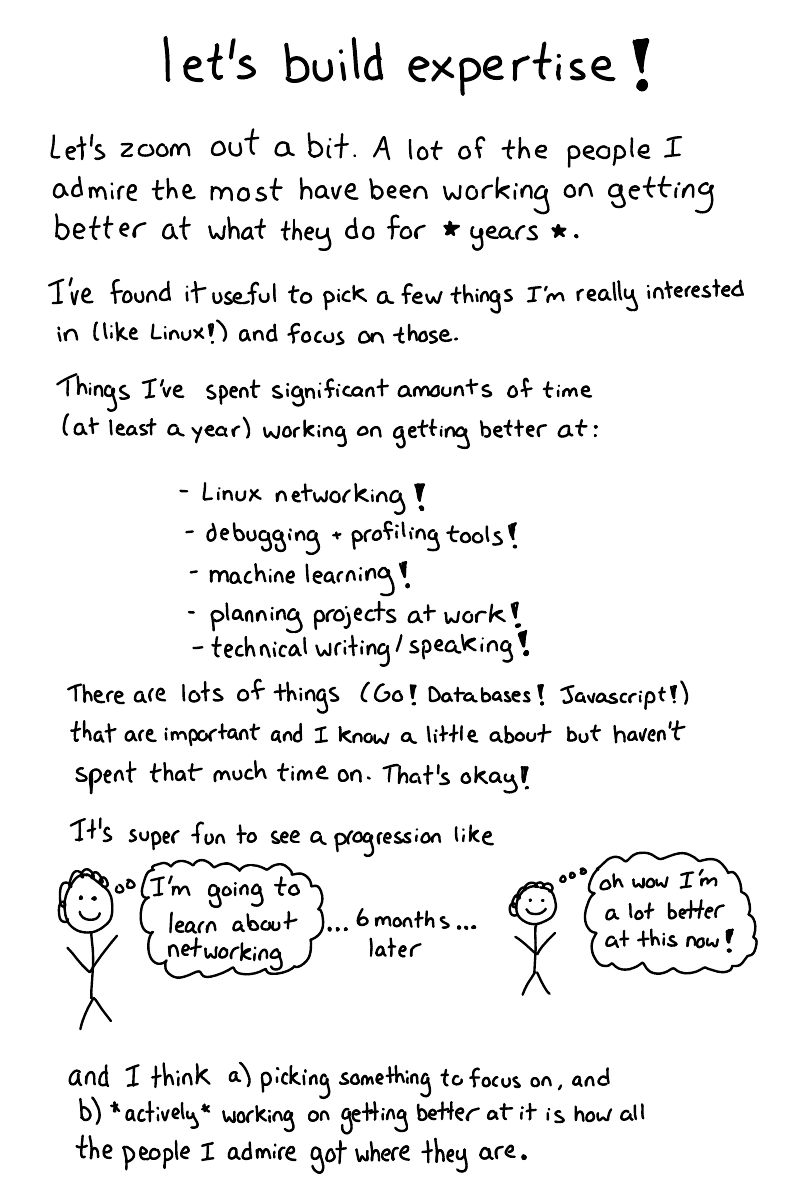 let's build expertise!
Let's zoom out a bit. A lot of the people I
admire the most have been working on getting
better at what they do for ★ years ★.
I've found it useful to pick a few things I'm really interested
in (like Linux!) and focus on those.
Things I've spent significant amounts of time
(at least a year) working on getting better at:
- Linux networking!
- debugging + profiling tools!
- machine learning!
- planning projects at work!
- technical writing/speaking!
There are lots of things (Go! Databases! Javascript!)
that are important and I know a little about but haven't
spent that much time on. That's okay!
It's super fun to see a progression like
I'm going to
learn about
networking
... 6 months ...
later
oh wow I'm
a lot better
at this now!
and I think a) picking something to focus on, and
b) *actively* working on getting better at it is how all
the people I admire got where they are.